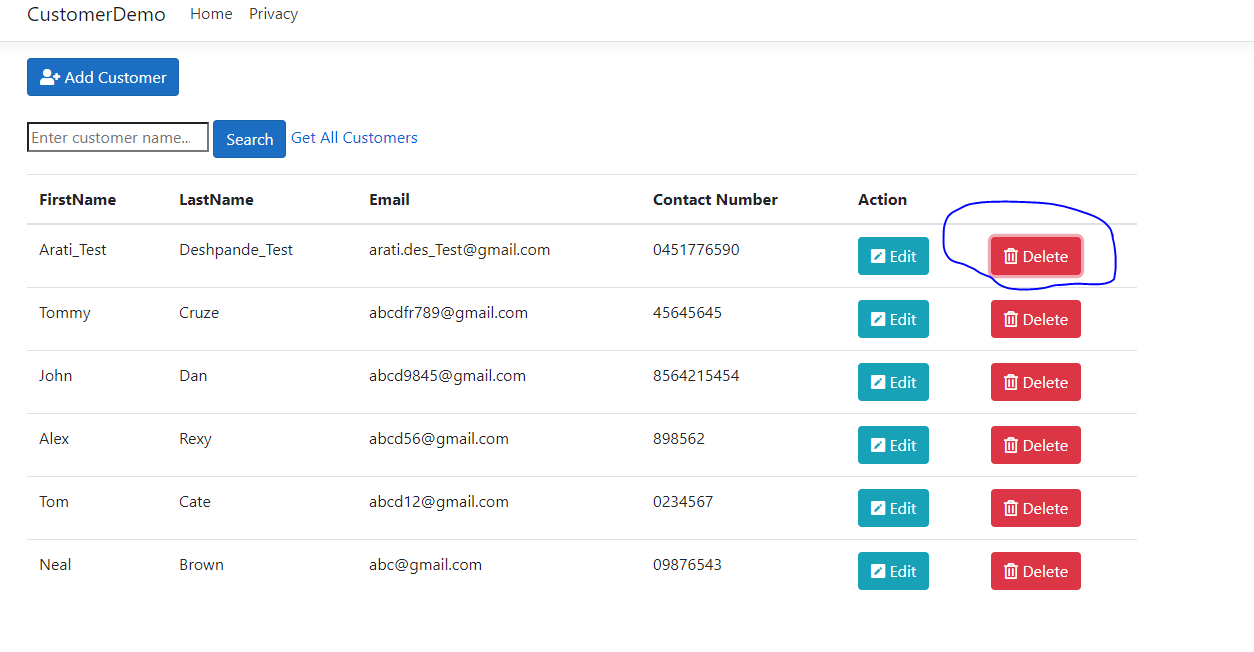 CustomerDemo Home Privacy
Add Customer
Enter customer name... Search Get All Customers
FirstName LastName Email Contact Number Action
Arati_Test Deshpande_Test arati.des_Test@gmail.com 0451776590 Edit Delete
Tommy Cruze abcdfr789@gmail.com 45645645 Edit Delete
John Dan abcd9845@gmail.com 8564215454 Edit Delete
Alex Rexy abcd56@gmail.com 898562 Edit Delete
Tom Cate abcd12@gmail.com 0234567 Edit Delete
Neal Brown abc@gmail.com 09876543 Edit Delete